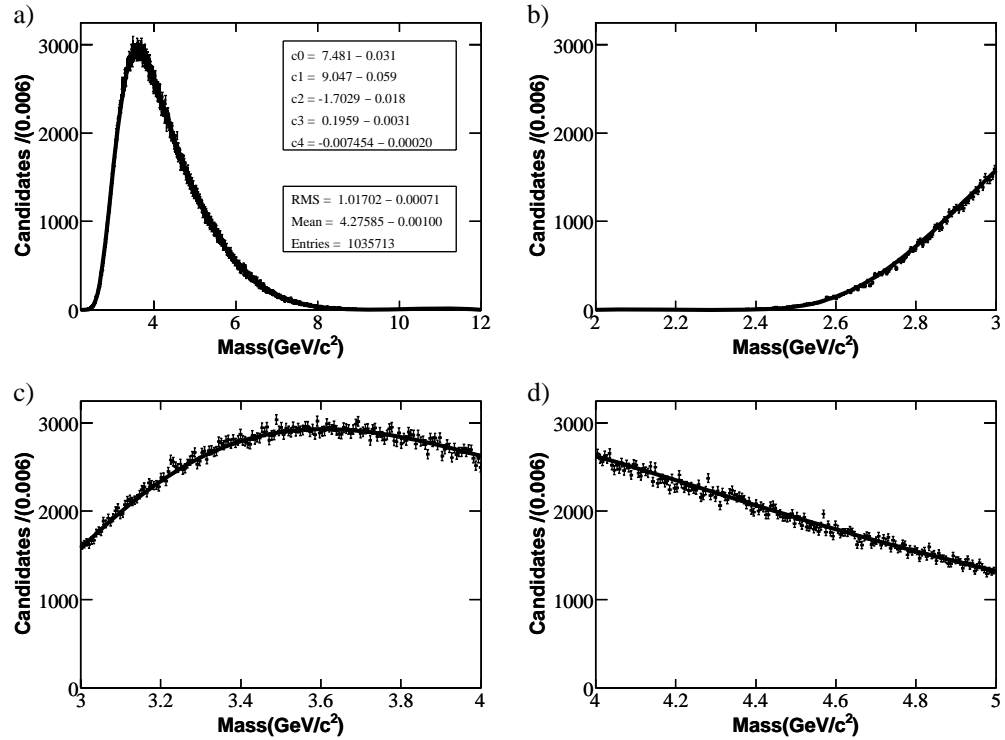 a)
Candidates /(0.006)
3000
2000
1000
0
c0 = 7.481 − 0.031
c1 = 9.047 − 0.059
c2 = -1.7029 − 0.018
c3 = 0.1959 − 0.0031
c4 = -0.007454 − 0.00020
RMS = 1.01702 − 0.00071
Mean = 4.27585 − 0.00100
Entries = 1035713
4 6 8 10 12
Mass(GeV/c²)
b)
Candidates /(0.006)
3000
2000
1000
0
2 2.2 2.4 2.6 2.8 3
Mass(GeV/c²)
c)
Candidates /(0.006)
3000
2000
1000
0
3 3.2 3.4 3.6 3.8 4
Mass(GeV/c²)
d)
Candidates /(0.006)
3000
2000
1000
0
4 4.2 4.4 4.6 4.8 5
Mass(GeV/c²)